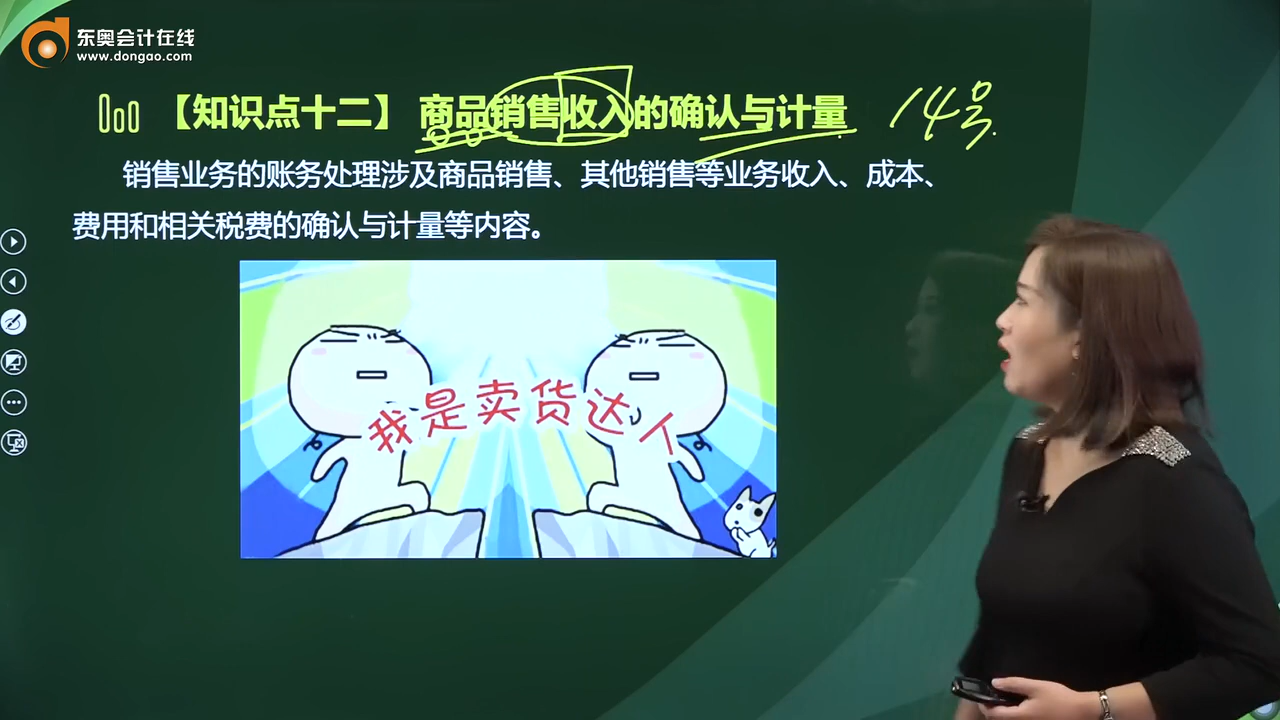 东奥会计在线
www.dongao.com
【知识点十二】 商品销售收入的确认与计量 14号
销售业务的账务处理涉及商品销售、其他销售等业务收入、成本、
费用和相关税费的确认与计量等内容。
我是卖货达人